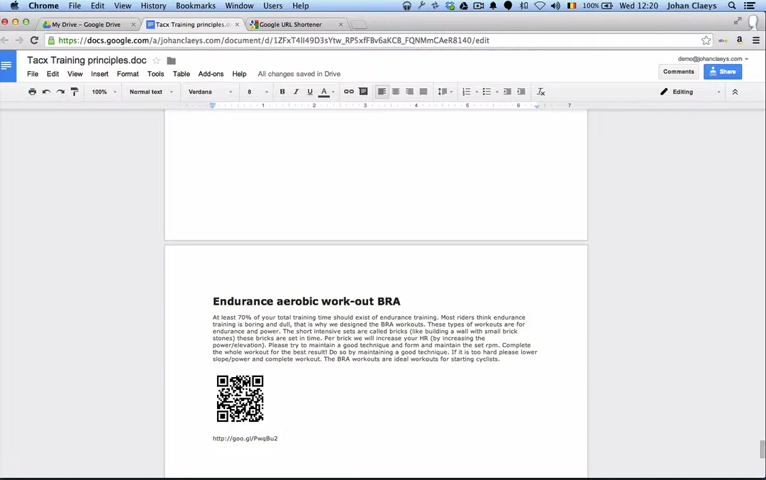 Chrome File Edit View History Bookmarks Window Users Help 100% Wed 12:20 Johan Claeys
My Drive – Google Drive Tacx Training principles.doc Google URL Shortener
https://docs.google.com/a/johanclaeys.com/document/d/1ZFxT4lI49D3sYtw_RP5xfFBv6aKCB_FQNMmCAeR8140/edit
Tacx Training principles.doc demo@johanclaeys.com
File Edit View Insert Format Tools Table Add-ons Help All changes saved in Drive Comments Share
100% Normal text Verdana 8 B I U A Editing
1 2 3 4 5 6 7
Endurance aerobic work-out BRA
At least 70% of your total training time should exist of endurance training. Most riders think endurance
training is boring and dull, that is why we designed the BRA workouts. These types of workouts are for
endurance and power. The short intensive sets are called bricks (like building a wall with small brick
stones) these bricks are set in time. Per brick we will increase your HR (by increasing the
power/elevation). Please try to maintain a good technique and form and maintain the set rpm. Complete
the whole workout for the best result! Do so by maintaining a good technique. If it is too hard please lower
slope/power and complete workout. The BRA workouts are ideal workouts for starting cyclists.
http://goo.gl/PwqBu2